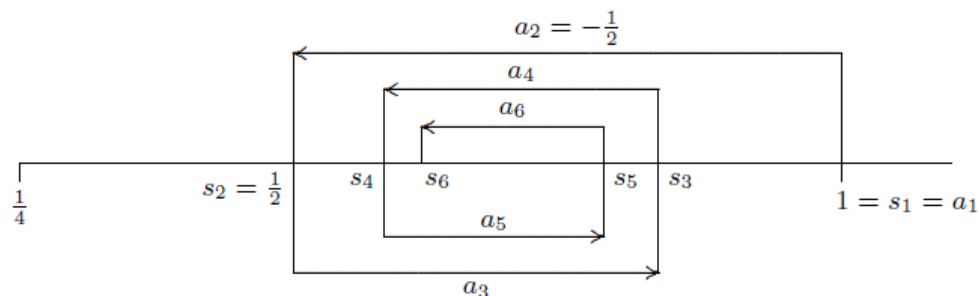 a₂ = −1/2
a₄
a₆
s₂ = 1/2 s₄ s₆ s₅ s₃
1/4 1 = s₁ = a₁
a₅
a₃